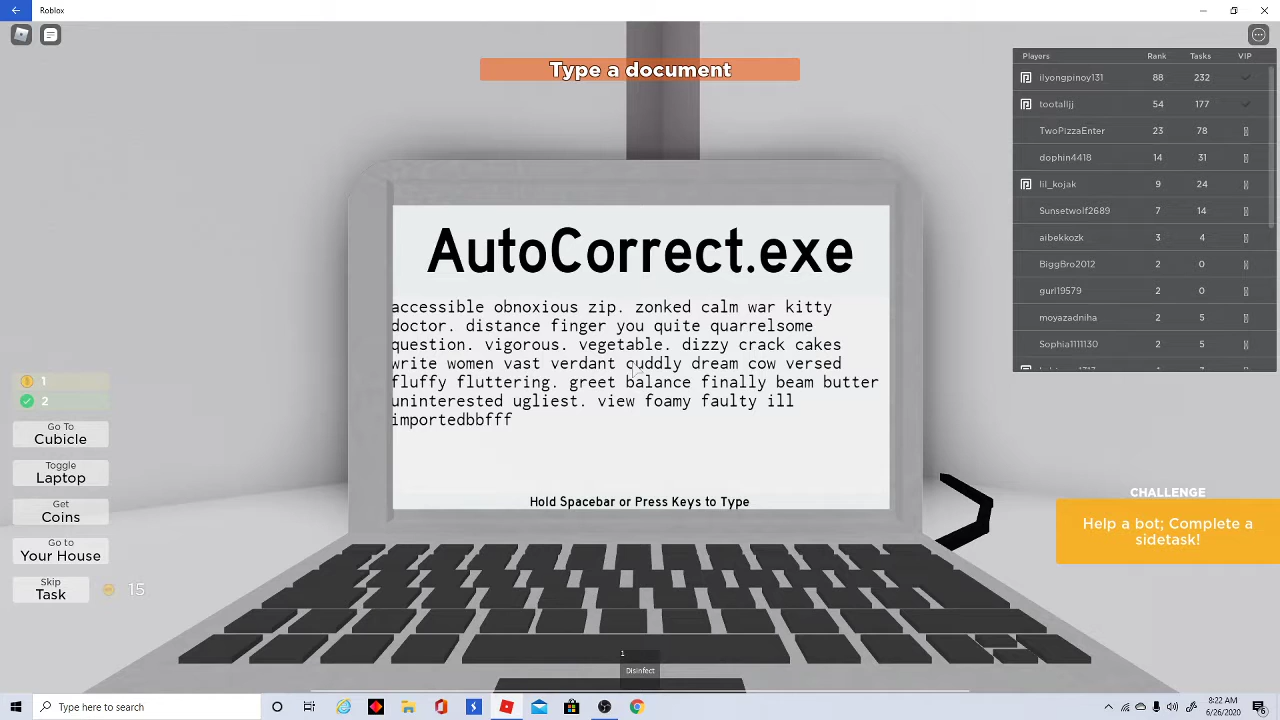 Roblox
Type a document
Players Rank Tasks VIP
ilyongpinoy131 88 232
tootalljj 54 177
TwoPizzaEnter 23 78
dophin4418 14 31
lil_kojak 9 24
Sunsetwolf2689 7 14
aibekkozk 3 4
BiggBro2012 2 0
gurl19579 2 0
moyazadniha 2 5
Sophia1111130 2 5
AutoCorrect.exe
accessible obnoxious zip. zonked calm war kitty
doctor. distance finger you quite quarrelsome
question. vigorous. vegetable. dizzy crack cakes
write women vast verdant cuddly dream cow versed
fluffy fluttering. greet balance finally beam butter
uninterested ugliest. view foamy faulty ill
importedbbfff
Hold Spacebar or Press Keys to Type
1
2
Go To
Cubicle
Toggle
Laptop
Get
Coins
Go to
Your House
Skip
Task
15
CHALLENGE
Help a bot; Complete a
sidetask!
1
Disinfect
Type here to search
8:22 AM
6/26/2020
6